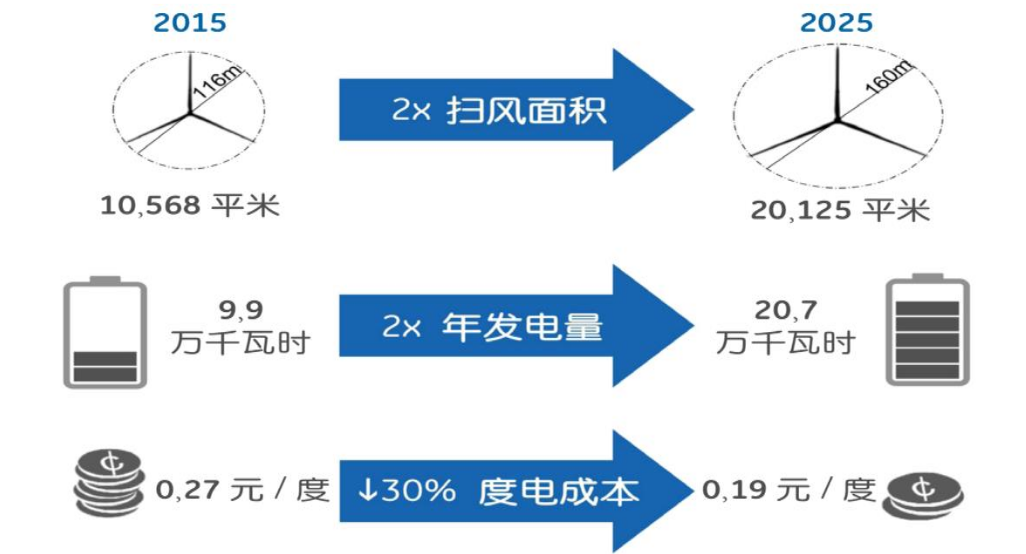 2015
2025
116m
2x 扫风面积
160m
10,568 平米
20,125 平米
9,9
万千瓦时
2x 年发电量
20,7
万千瓦时
¢
0,27 元 / 度
↓30% 度电成本
0,19 元 / 度
¢